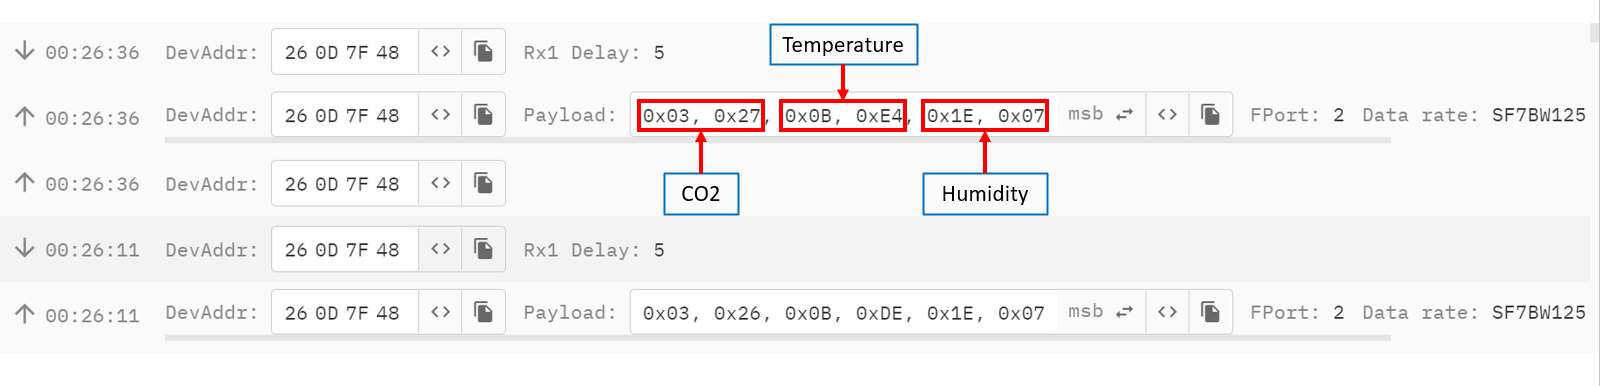 Temperature
00:26:36 DevAddr: 26 0D 7F 48 <> Rx1 Delay: 5
00:26:36 DevAddr: 26 0D 7F 48 <> Payload: 0x03, 0x27, 0x0B, 0xE4, 0x1E, 0x07 msb <> FPort: 2 Data rate: SF7BW125
00:26:36 DevAddr: 26 0D 7F 48 <>
CO2
Humidity
00:26:11 DevAddr: 26 0D 7F 48 <> Rx1 Delay: 5
00:26:11 DevAddr: 26 0D 7F 48 <> Payload: 0x03, 0x26, 0x0B, 0xDE, 0x1E, 0x07 msb <> FPort: 2 Data rate: SF7BW125